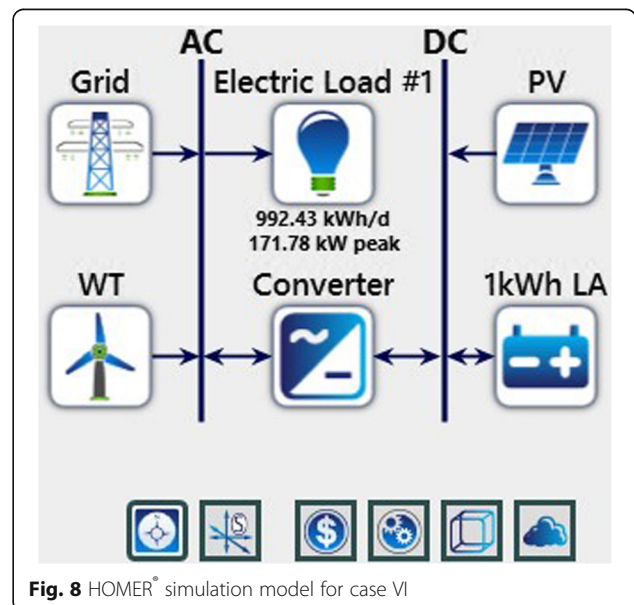 AC DC
Grid Electric Load #1 PV
992.43 kWh/d
171.78 kW peak
WT Converter 1kWh LA
S
$
Fig. 8 HOMER® simulation model for case VI